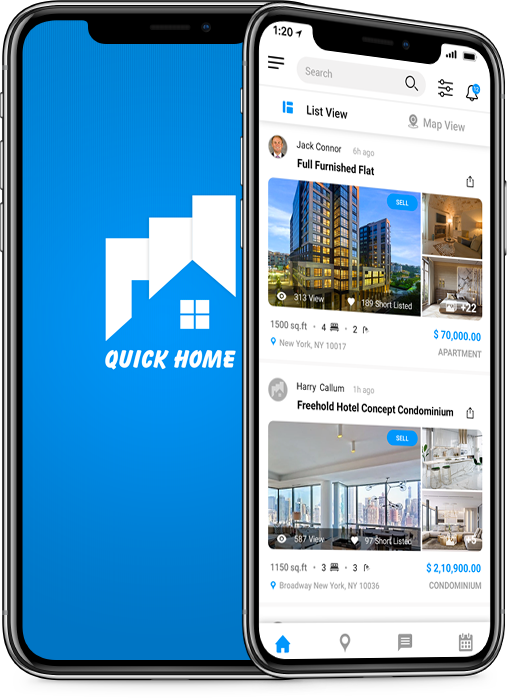 QUICK HOME
1:20
Search
List View
Map View
Jack Connor 6h ago
Full Furnished Flat
SELL
313 View
189 Short Listed
+22
1500 sq.ft • 4 • 2
$ 70,000.00
New York, NY 10017
APARTMENT
Harry Callum 1h ago
Freehold Hotel Concept Condominium
SELL
587 View
97 Short Listed
+5
1150 sq.ft • 3 • 3
$ 2,10,900.00
Broadway New York, NY 10036
CONDOMINIUM